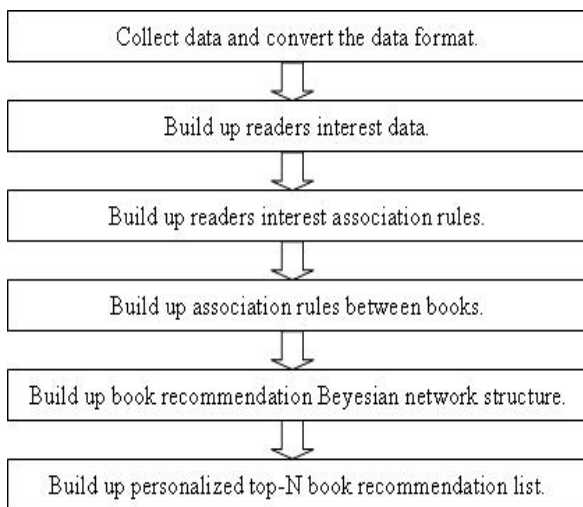 Collect data and convert the data format.
Build up readers interest data.
Build up readers interest association rules.
Build up association rules between books.
Build up book recommendation Beyesian network structure.
Build up personalized top-N book recommendation list.